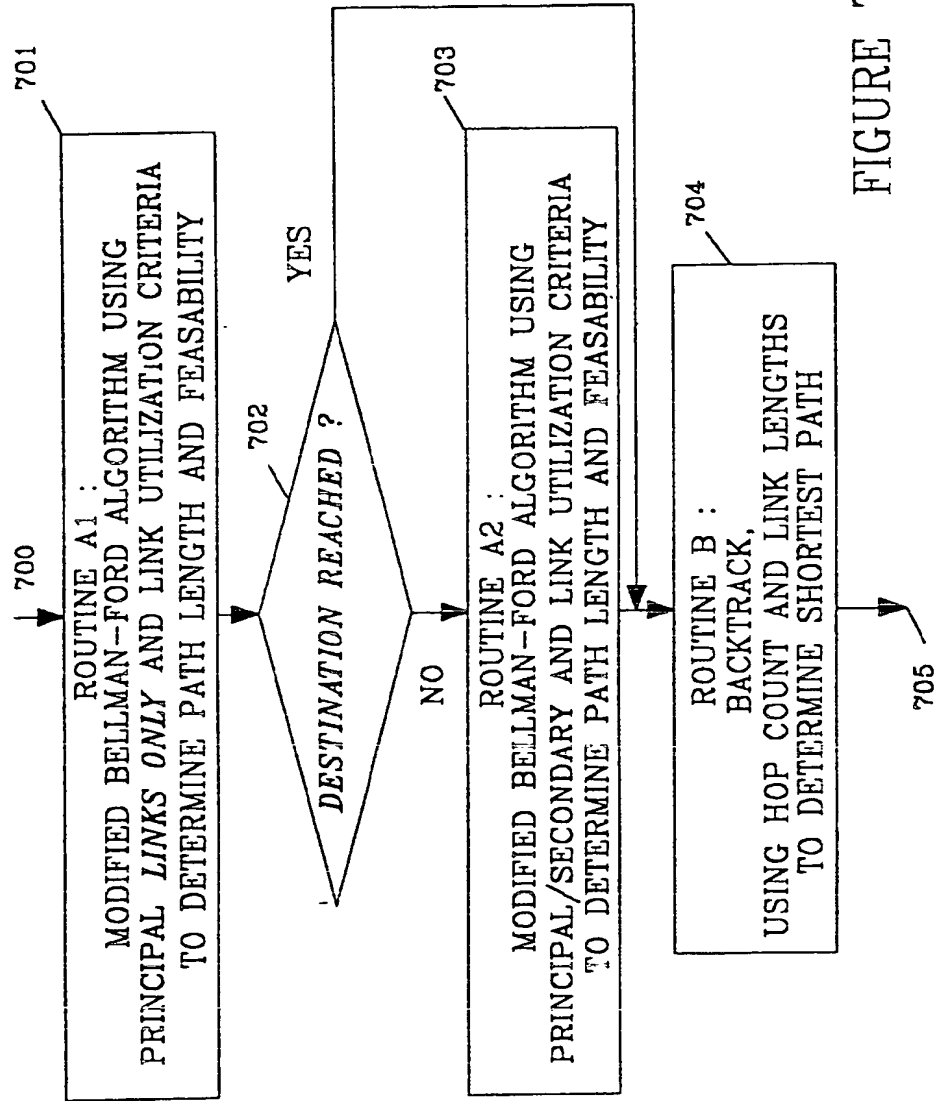 700
701
ROUTINE A1 :
MODIFIED BELLMAN-FORD ALGORITHM USING
PRINCIPAL LINKS ONLY AND LINK UTILIZATION CRITERIA
TO DETERMINE PATH LENGTH AND FEASABILITY
702
DESTINATION REACHED ?
YES
NO
703
ROUTINE A2 :
MODIFIED BELLMAN-FORD ALGORITHM USING
PRINCIPAL/SECONDARY AND LINK UTILIZATION CRITERIA
TO DETERMINE PATH LENGTH AND FEASABILITY
704
ROUTINE B :
BACKTRACK,
USING HOP COUNT AND LINK LENGTHS
TO DETERMINE SHORTEST PATH
705
FIGURE